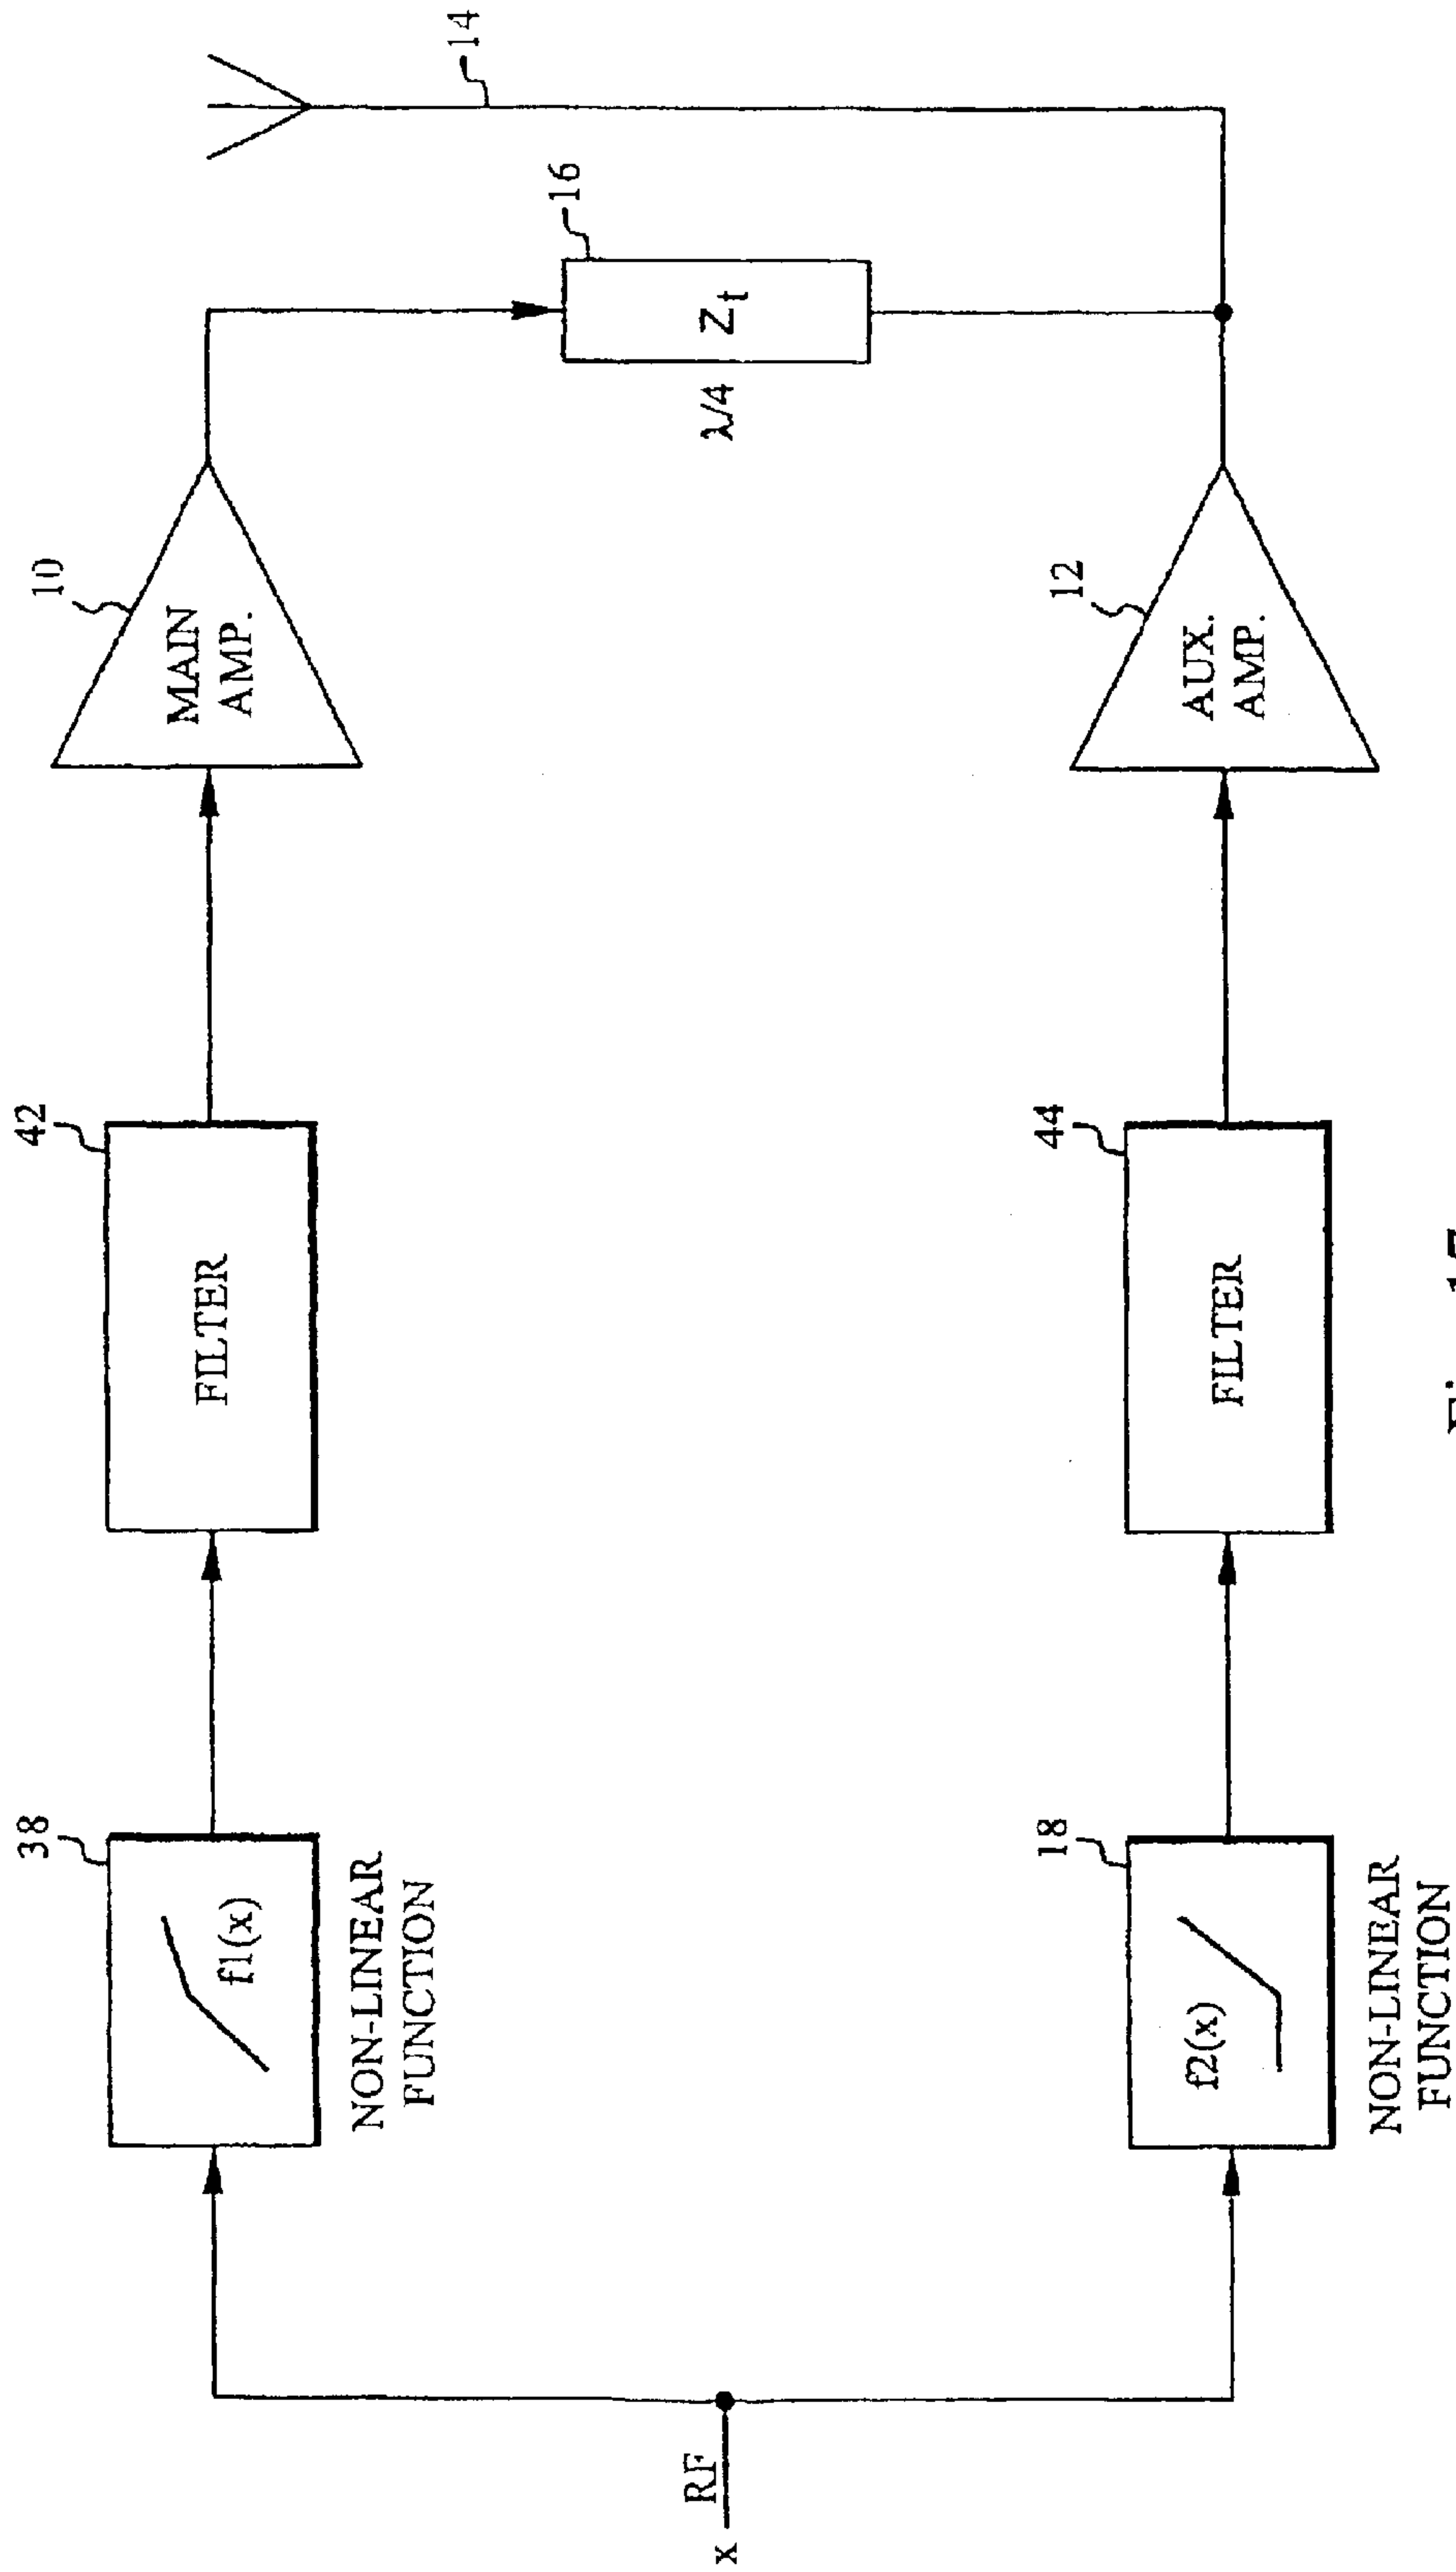 x RF
38
f1(x)
NON-LINEAR
FUNCTION
42
FILTER
10
MAIN
AMP.
λ/4
Zt
16
14
18
f2(x)
NON-LINEAR
FUNCTION
44
FILTER
12
AUX.
AMP.